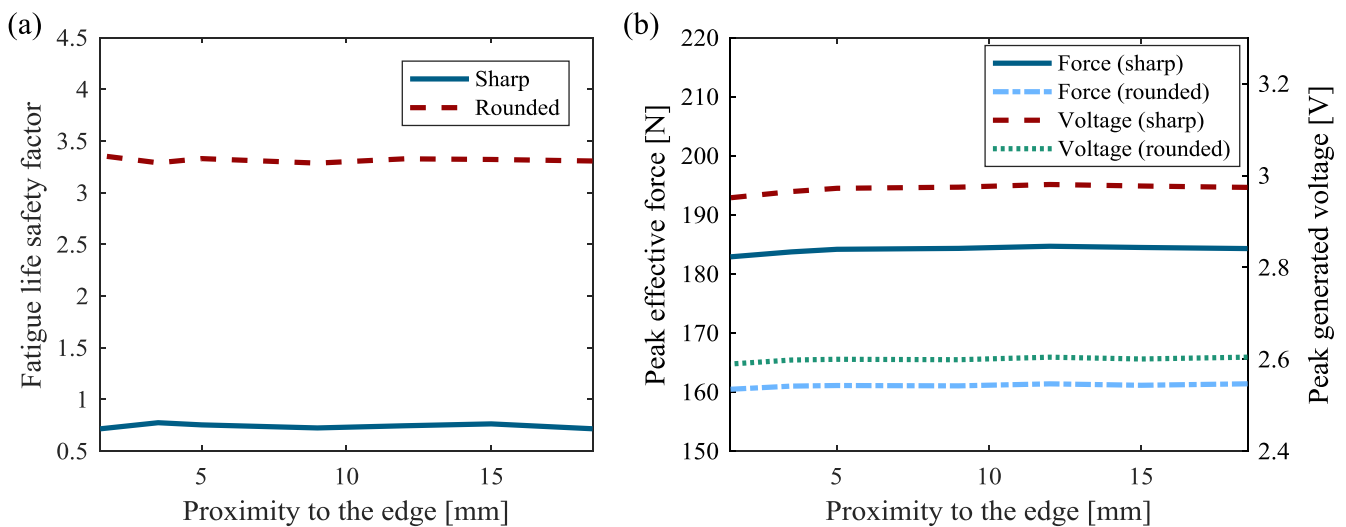 (a)
4.5
4
3.5
3
2.5
2
1.5
1
0.5
Fatigue life safety factor
Sharp
Rounded
5
10
15
Proximity to the edge [mm]
(b)
220
210
200
190
180
170
160
150
Peak effective force [N]
Force (sharp)
Force (rounded)
Voltage (sharp)
Voltage (rounded)
3.2
3
2.8
2.6
2.4
Peak generated voltage [V]
5
10
15
Proximity to the edge [mm]